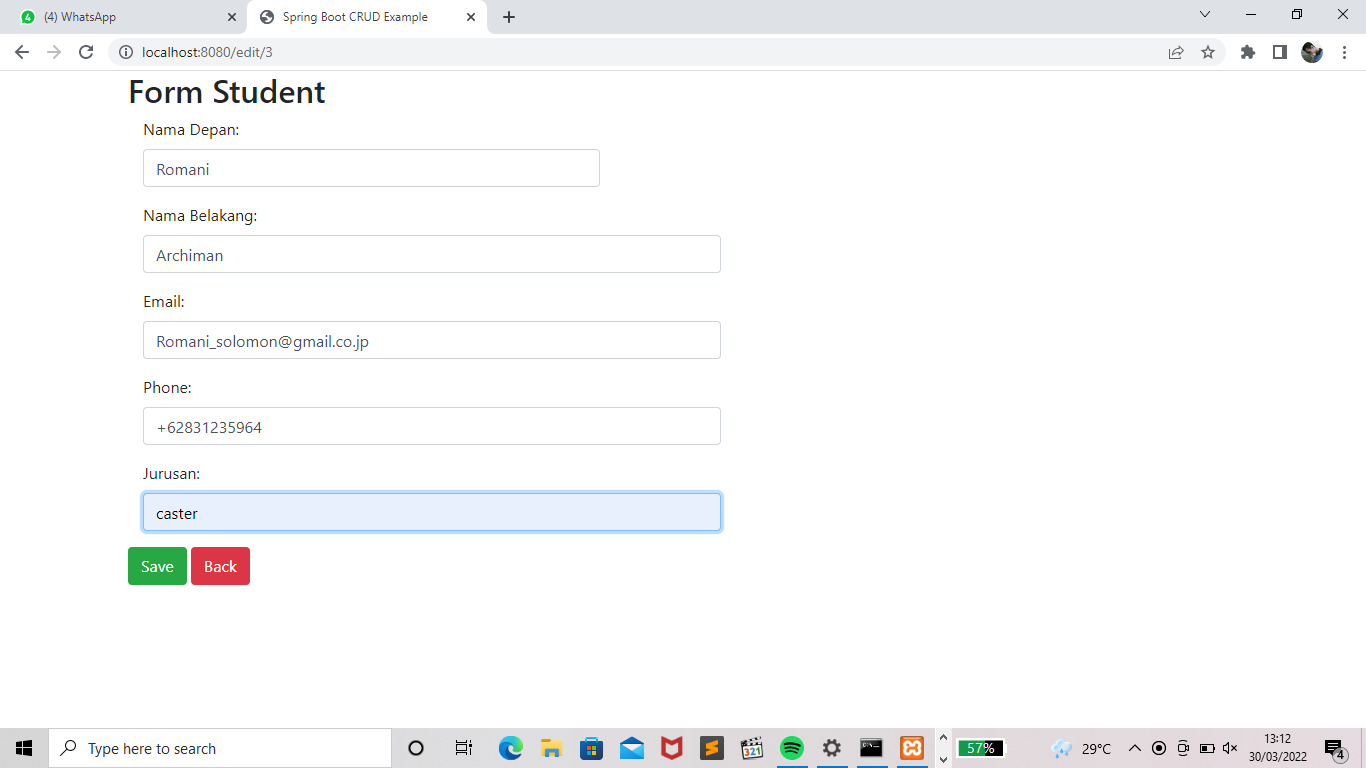 (4) WhatsApp
Spring Boot CRUD Example
localhost:8080/edit/3
Form Student
Nama Depan:
Romani
Nama Belakang:
Archiman
Email:
Romani_solomon@gmail.co.jp
Phone:
+62831235964
Jurusan:
caster
Save Back
Type here to search
321
57%
29°C
13:12
30/03/2022
4